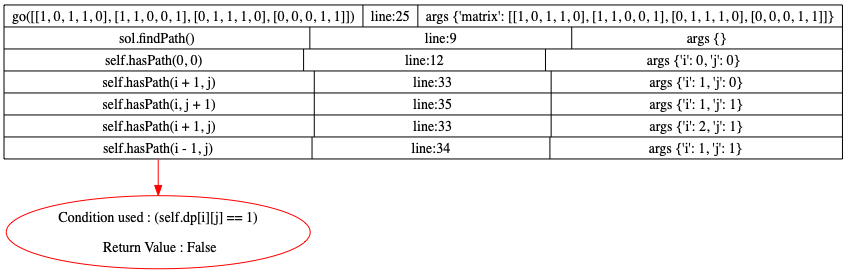 go([[1, 0, 1, 1, 0], [1, 1, 0, 0, 1], [0, 1, 1, 1, 0], [0, 0, 0, 1, 1]]) line:25 args {'matrix': [[1, 0, 1, 1, 0], [1, 1, 0, 0, 1], [0, 1, 1, 1, 0], [0, 0, 0, 1, 1]]}
sol.findPath() line:9 args {}
self.hasPath(0, 0) line:12 args {'i': 0, 'j': 0}
self.hasPath(i + 1, j) line:33 args {'i': 1, 'j': 0}
self.hasPath(i, j + 1) line:35 args {'i': 1, 'j': 1}
self.hasPath(i + 1, j) line:33 args {'i': 2, 'j': 1}
self.hasPath(i - 1, j) line:34 args {'i': 1, 'j': 1}
Condition used : (self.dp[i][j] == 1)
Return Value : False